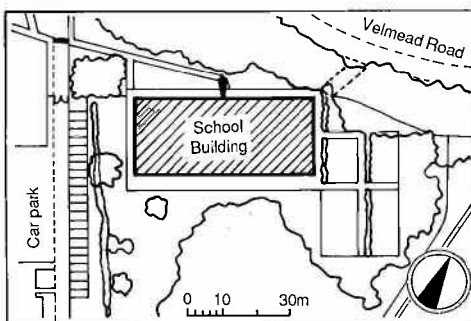 Velmead Road
School
Building
Car park
0 10 30m